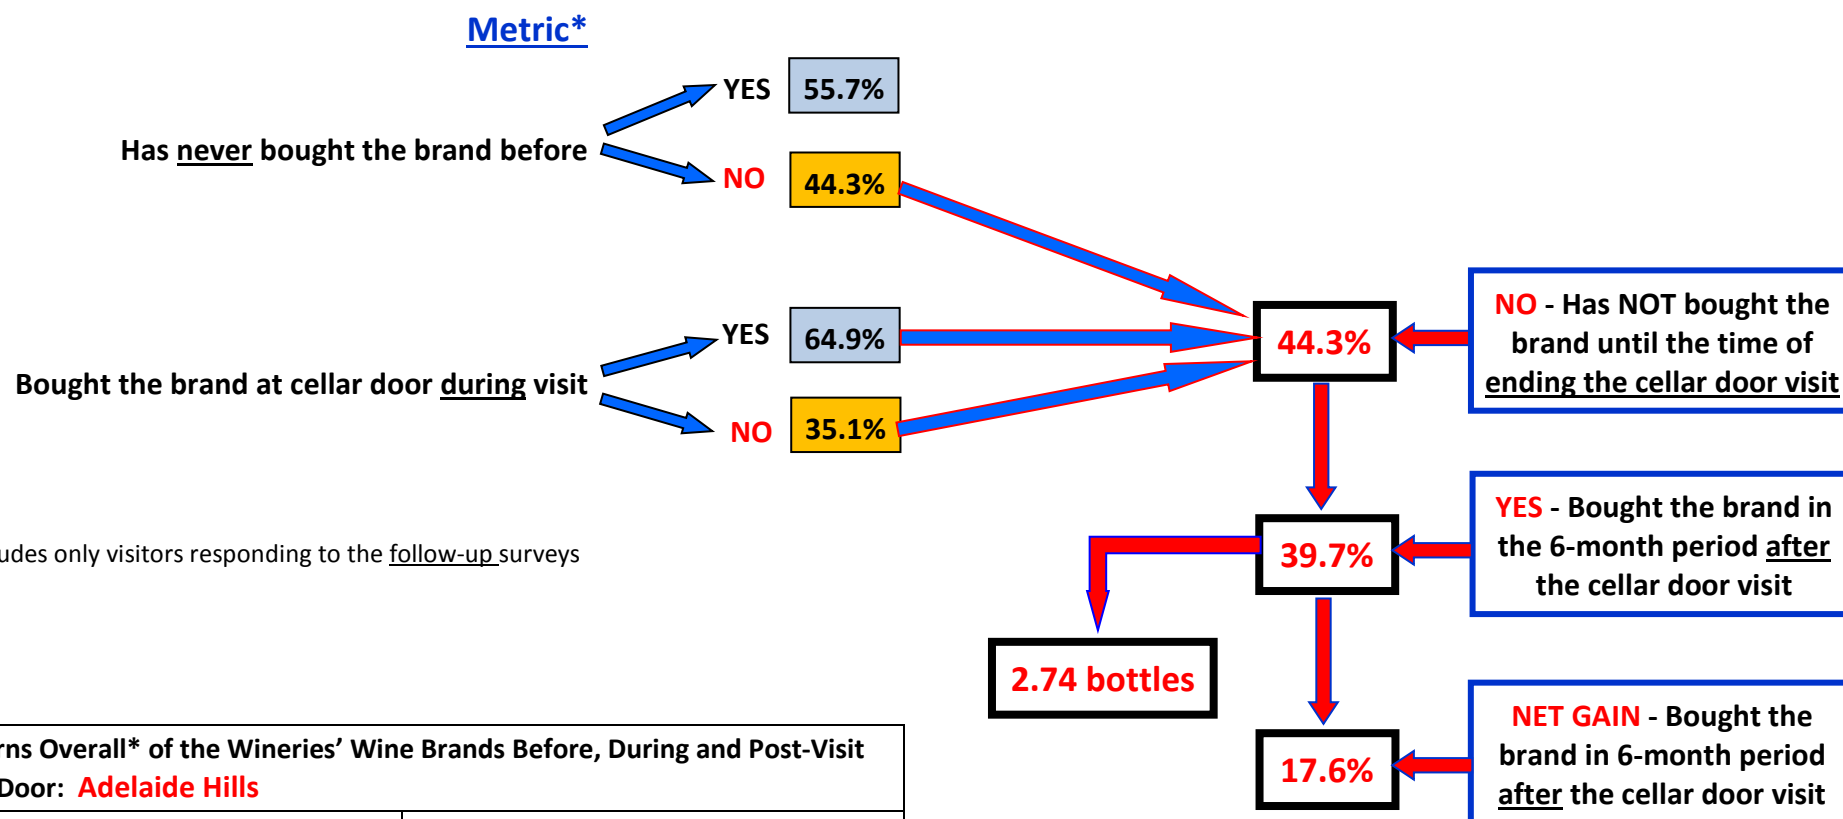 Metric*
YES 55.7%
Has never bought the brand before
NO 44.3%
YES 64.9%
Bought the brand at cellar door during visit
NO 35.1%
44.3%
NO - Has NOT bought the
brand until the time of
ending the cellar door visit
39.7%
YES - Bought the brand in
the 6-month period after
the cellar door visit
only visitors responding to the follow-up surveys
2.74 bottles
17.6%
NET GAIN - Bought the
brand in 6-month period
after the cellar door visit
Overall* of the Wineries' Wine Brands Before, During and Post-Visit
Door: Adelaide Hills